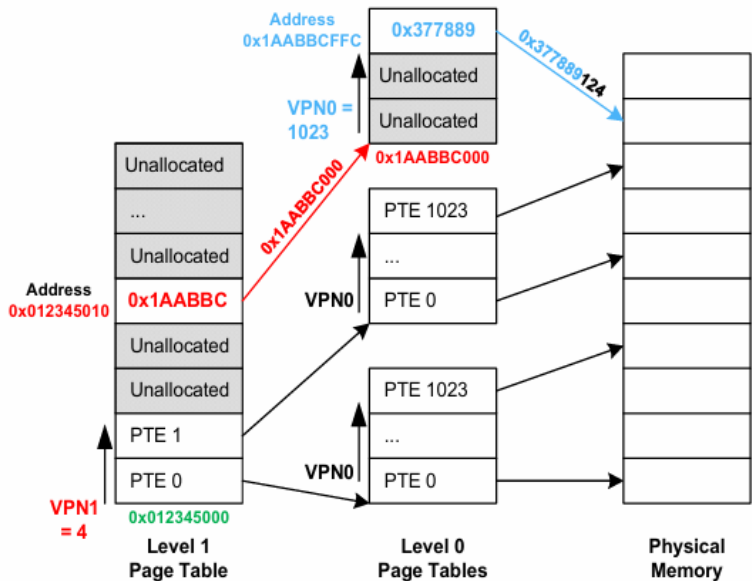 Address
0x1AABBCFFC
0x377889
0x377889124
Unallocated
VPN0 =
1023
Unallocated
0x1AABBC000
Unallocated
...
Unallocated
Address
0x012345010
0x1AABBC
0x1AABBC000
Unallocated
Unallocated
PTE 1
PTE 0
VPN1
= 4
0x012345000
Level 1
Page Table
PTE 1023
...
VPN0
PTE 0
PTE 1023
...
VPN0
PTE 0
Level 0
Page Tables
Physical
Memory